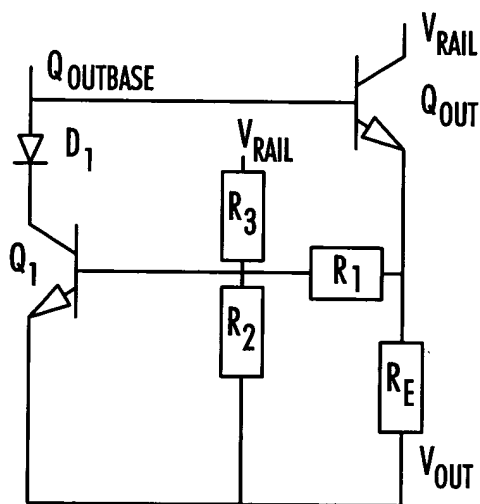 V_RAIL
Q_OUTBASE
Q_OUT
D_1
V_RAIL
R_3
Q_1
R_1
R_2
R_E
V_OUT